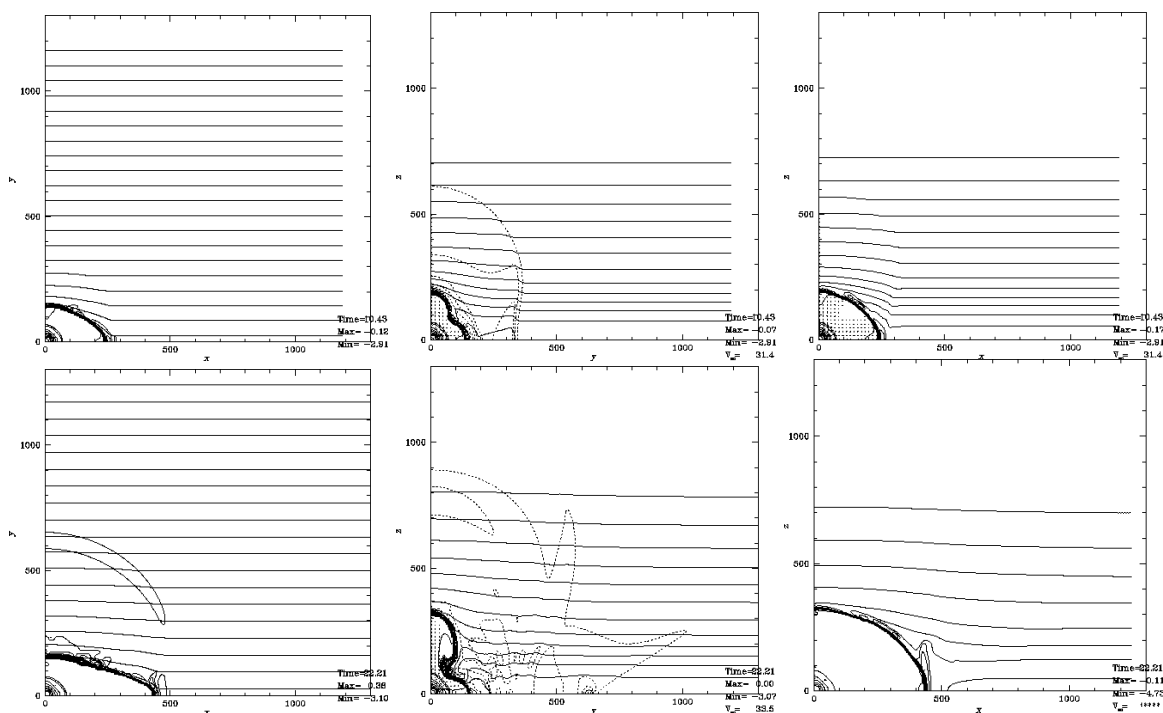 1000
y
500
0
0
500
x
1000
Time=10.43
Max= -0.12
Min= -2.91
1000
z
500
0
0
500
y
1000
Time=10.43
Max= -0.07
Min= -2.91
31.4
1000
z
500
0
0
500
x
1000
Time=10.43
Max= -0.17
Min= -2.91
31.4
1000
y
500
0
0
500
x
1000
Time=22.21
Max= 0.38
Min= -3.10
1000
z
500
0
0
500
y
1000
Time=22.21
Max= 0.00
Min= -3.07
33.5
1000
z
500
0
0
500
x
1000
Time=22.21
Max= -0.11
Min= -4.73
****